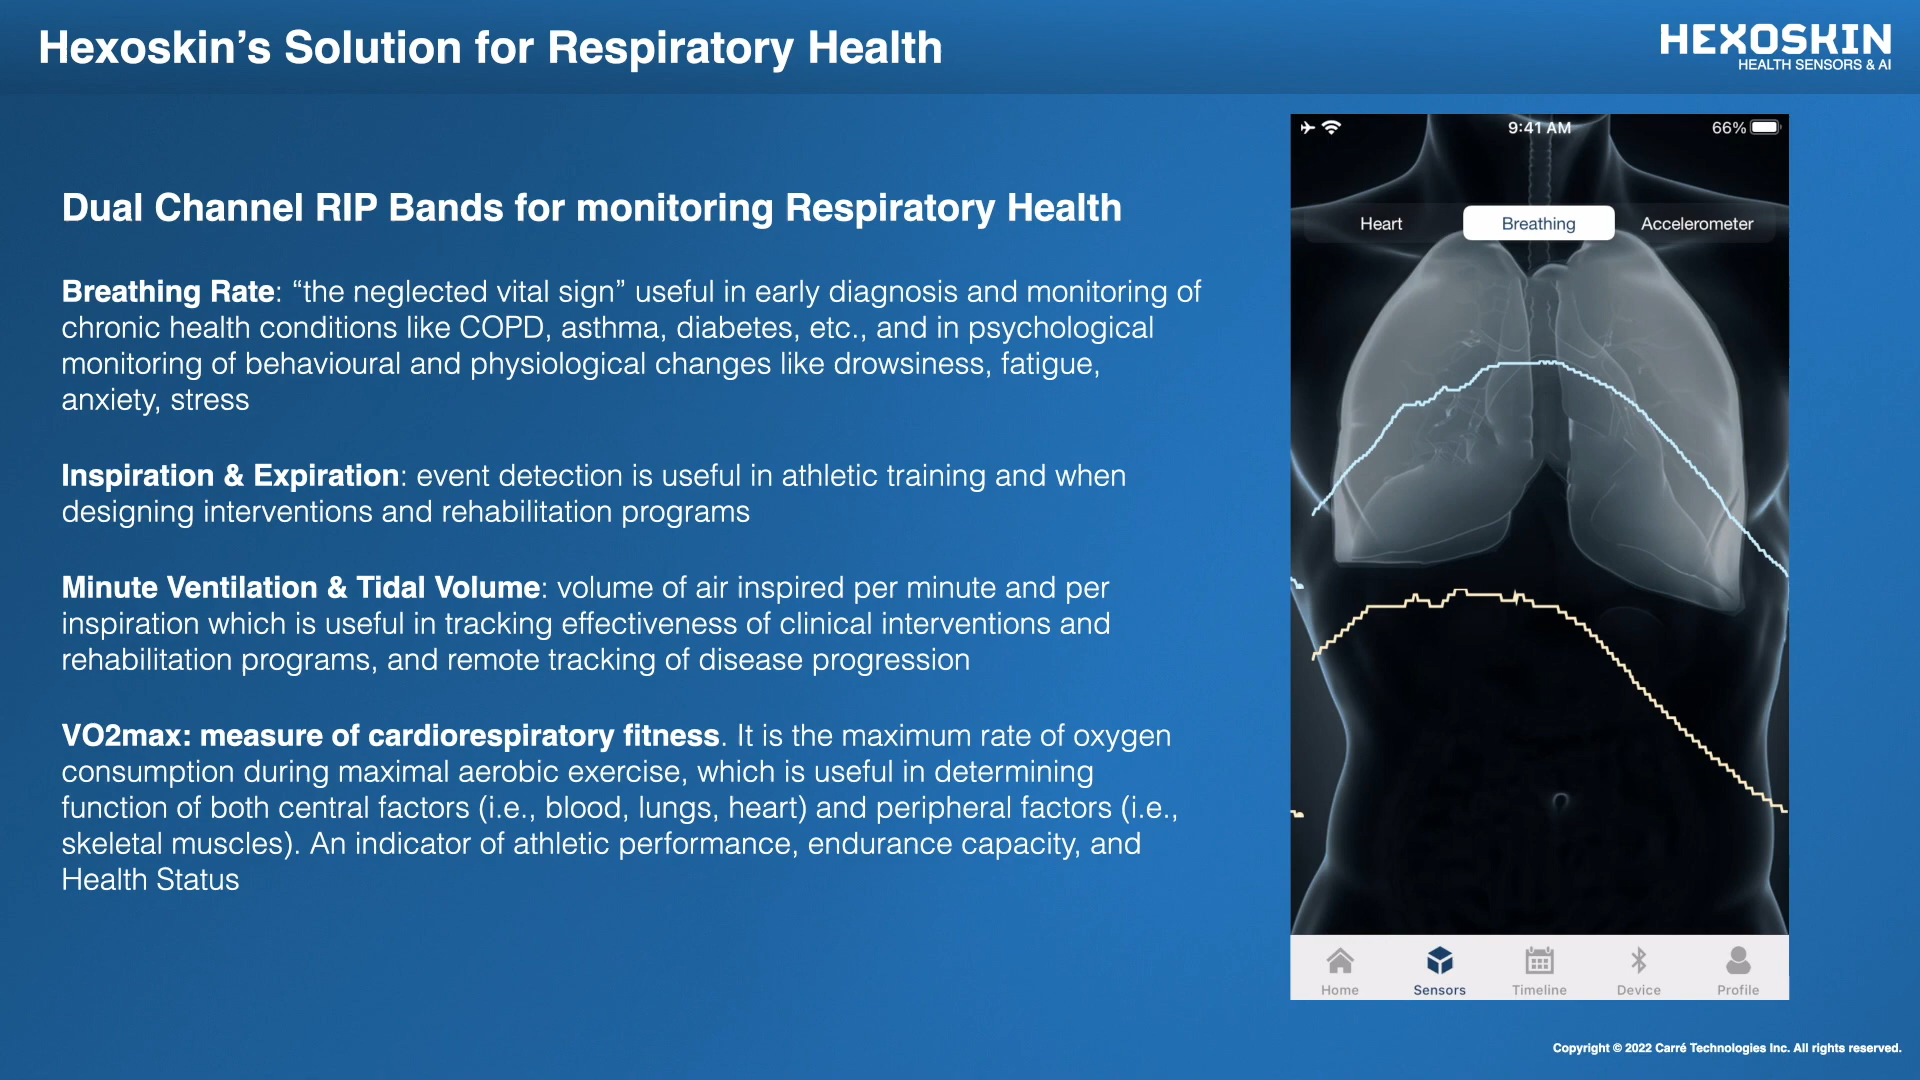 Hexoskin’s Solution for Respiratory Health
HEXOSKIN
HEALTH SENSORS & AI
Dual Channel RIP Bands for monitoring Respiratory Health
Breathing Rate: “the neglected vital sign” useful in early diagnosis and monitoring of
chronic health conditions like COPD, asthma, diabetes, etc., and in psychological
monitoring of behavioural and physiological changes like drowsiness, fatigue,
anxiety, stress
Inspiration & Expiration: event detection is useful in athletic training and when
designing interventions and rehabilitation programs
Minute Ventilation & Tidal Volume: volume of air inspired per minute and per
inspiration which is useful in tracking effectiveness of clinical interventions and
rehabilitation programs, and remote tracking of disease progression
VO2max: measure of cardiorespiratory fitness. It is the maximum rate of oxygen
consumption during maximal aerobic exercise, which is useful in determining
function of both central factors (i.e., blood, lungs, heart) and peripheral factors (i.e.,
skeletal muscles). An indicator of athletic performance, endurance capacity, and
Health Status
9:41 AM 66%
Heart Breathing Accelerometer
Home Sensors Timeline Device Profile
Copyright © 2022 Carré Technologies Inc. All rights reserved.